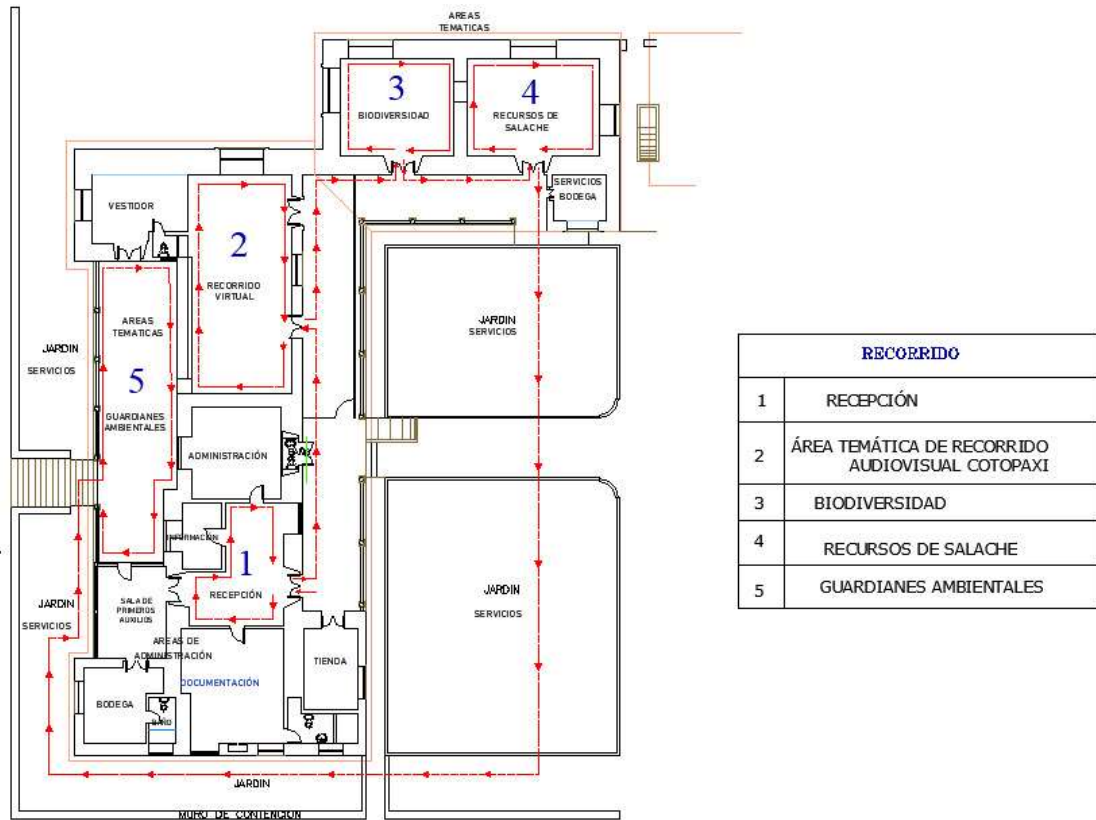 AREAS
TEMATICAS
3
BIODIVERSIDAD
4
RECURSOS DE
SALACHE
SERVICIOS
BODEGA
VESTIDOR
2
RECORRIDO
VIRTUAL
AREAS
TEMATICAS
5
GUARDIANES
AMBIENTALES
JARDIN
SERVICIOS
JARDIN
SERVICIOS
ADMINISTRACIÓN
INFORMACIÓN
1
RECEPCIÓN
SALA DE
PRIMEROS
AUXILIOS
AREAS DE
ADMINISTRACIÓN
DOCUMENTACIÓN
TIENDA
BODEGA
BAÑO
JARDIN
SERVICIOS
JARDIN
SERVICIOS
JARDIN
MURO DE CONTENCION
RECORRIDO
1 RECEPCIÓN
2 ÁREA TEMÁTICA DE RECORRIDO
AUDIOVISUAL COTOPAXI
3 BIODIVERSIDAD
4 RECURSOS DE SALACHE
5 GUARDIANES AMBIENTALES